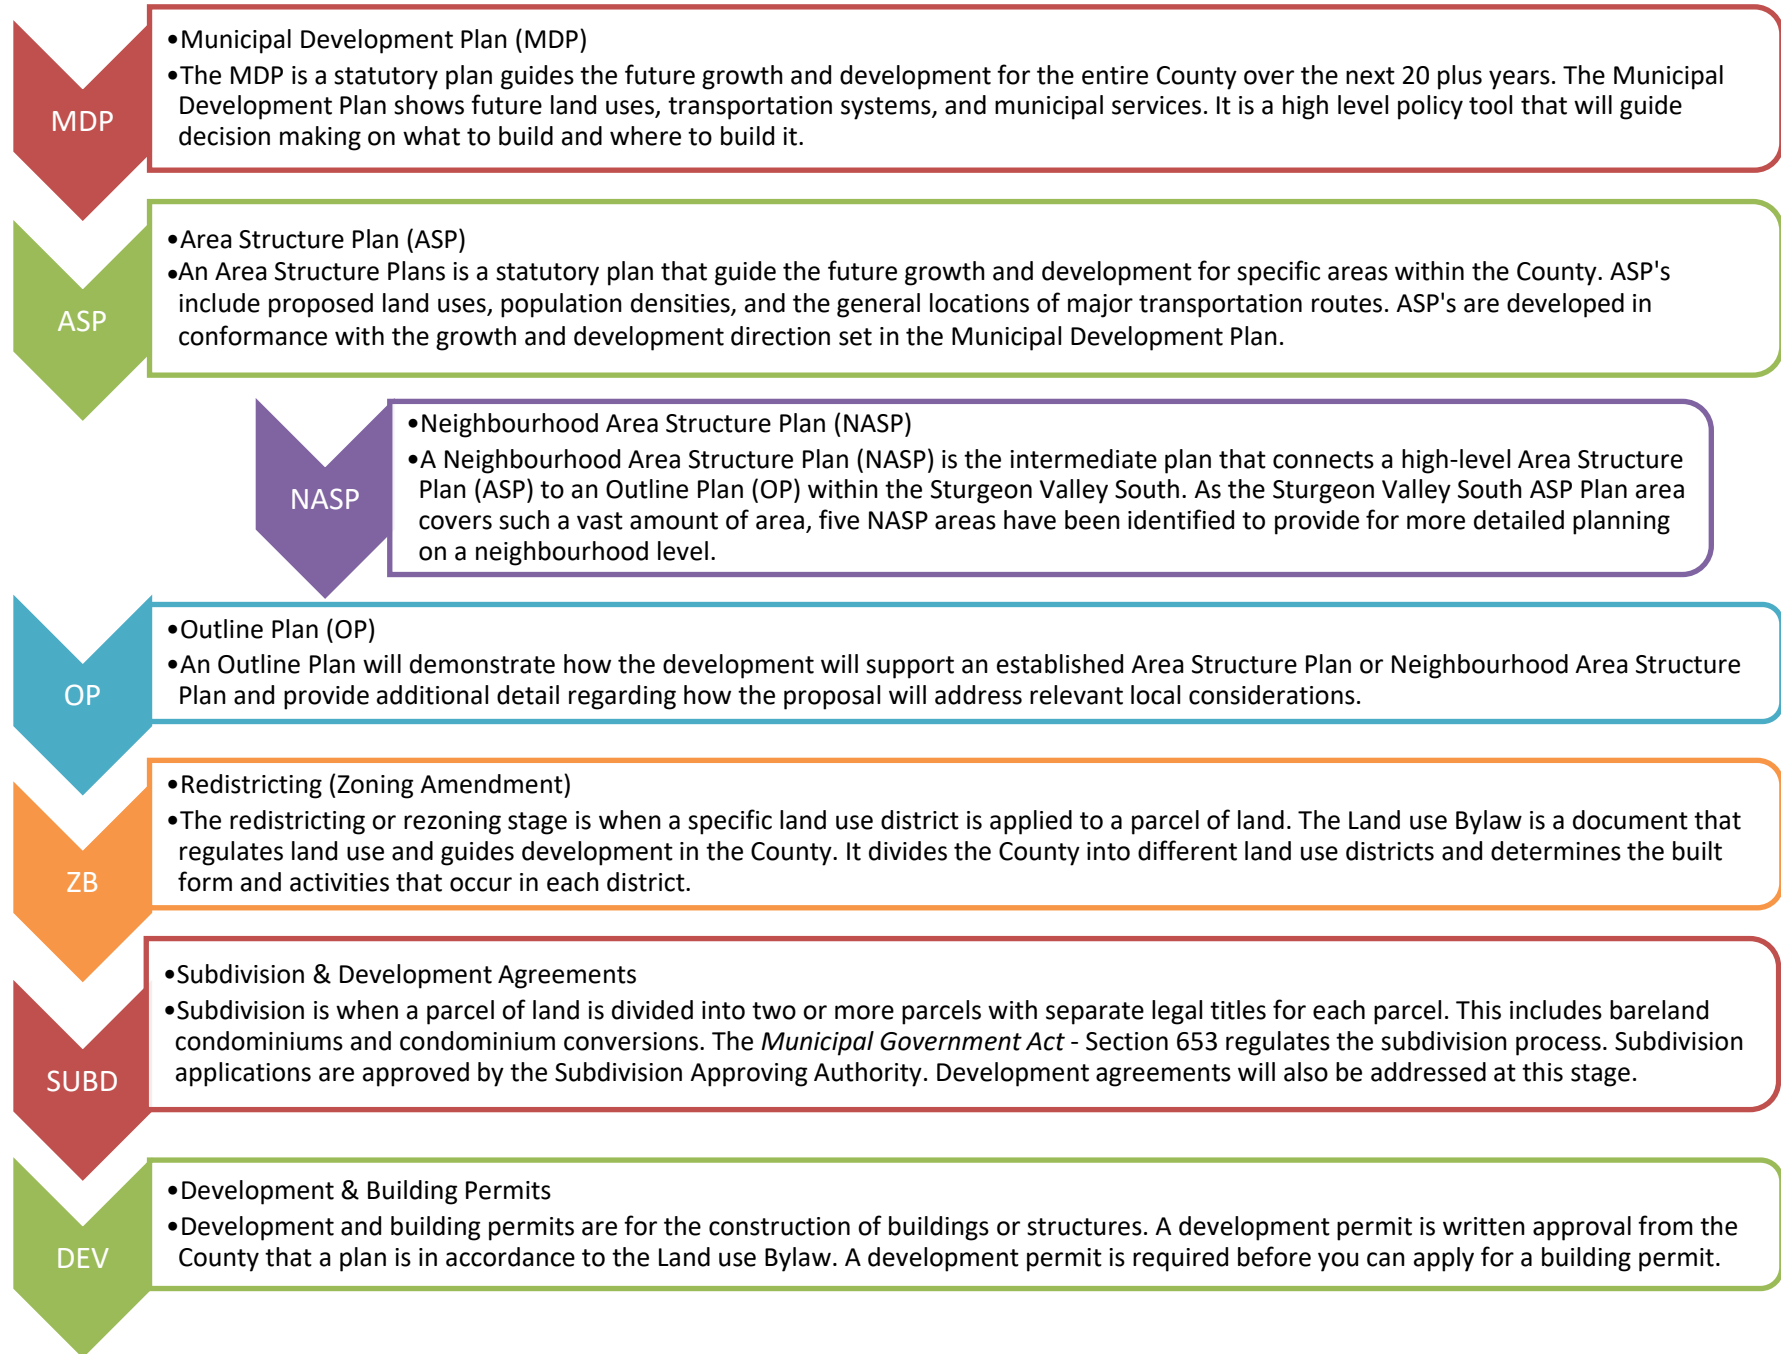 MDP
•Municipal Development Plan (MDP)
•The MDP is a statutory plan guides the future growth and development for the entire County over the next 20 plus years. The Municipal
Development Plan shows future land uses, transportation systems, and municipal services. It is a high level policy tool that will guide
decision making on what to build and where to build it.
ASP
•Area Structure Plan (ASP)
•An Area Structure Plans is a statutory plan that guide the future growth and development for specific areas within the County. ASP's
include proposed land uses, population densities, and the general locations of major transportation routes. ASP's are developed in
conformance with the growth and development direction set in the Municipal Development Plan.
NASP
•Neighbourhood Area Structure Plan (NASP)
•A Neighbourhood Area Structure Plan (NASP) is the intermediate plan that connects a high-level Area Structure
Plan (ASP) to an Outline Plan (OP) within the Sturgeon Valley South. As the Sturgeon Valley South ASP Plan area
covers such a vast amount of area, five NASP areas have been identified to provide for more detailed planning
on a neighbourhood level.
OP
•Outline Plan (OP)
•An Outline Plan will demonstrate how the development will support an established Area Structure Plan or Neighbourhood Area Structure
Plan and provide additional detail regarding how the proposal will address relevant local considerations.
ZB
•Redistricting (Zoning Amendment)
•The redistricting or rezoning stage is when a specific land use district is applied to a parcel of land. The Land use Bylaw is a document that
regulates land use and guides development in the County. It divides the County into different land use districts and determines the built
form and activities that occur in each district.
SUBD
•Subdivision & Development Agreements
•Subdivision is when a parcel of land is divided into two or more parcels with separate legal titles for each parcel. This includes bareland
condominiums and condominium conversions. The Municipal Government Act - Section 653 regulates the subdivision process. Subdivision
applications are approved by the Subdivision Approving Authority. Development agreements will also be addressed at this stage.
DEV
•Development & Building Permits
•Development and building permits are for the construction of buildings or structures. A development permit is written approval from the
County that a plan is in accordance to the Land use Bylaw. A development permit is required before you can apply for a building permit.